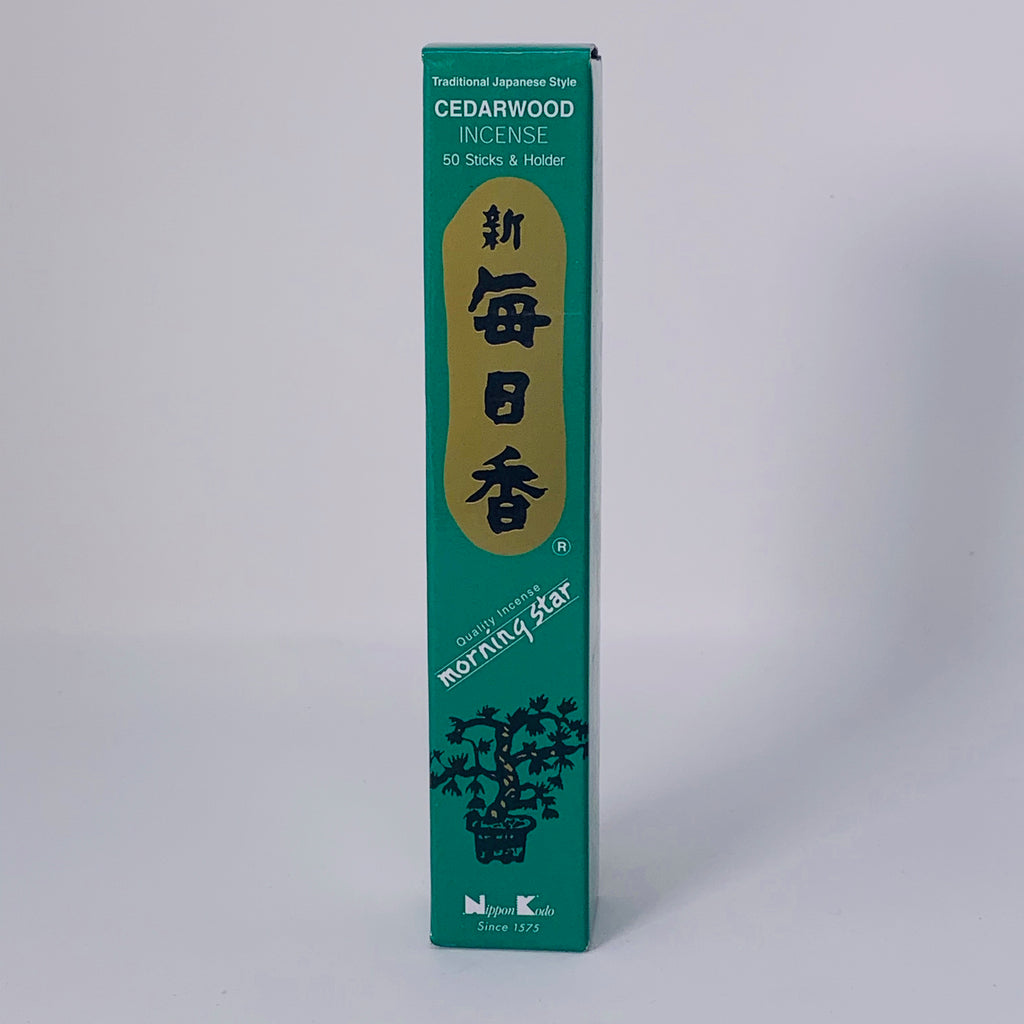 Traditional Japanese Style
CEDARWOOD
INCENSE
50 Sticks & Holder
新
毎日香
®
Quality Incense
morning star
Nippon Kodo
Since 1575